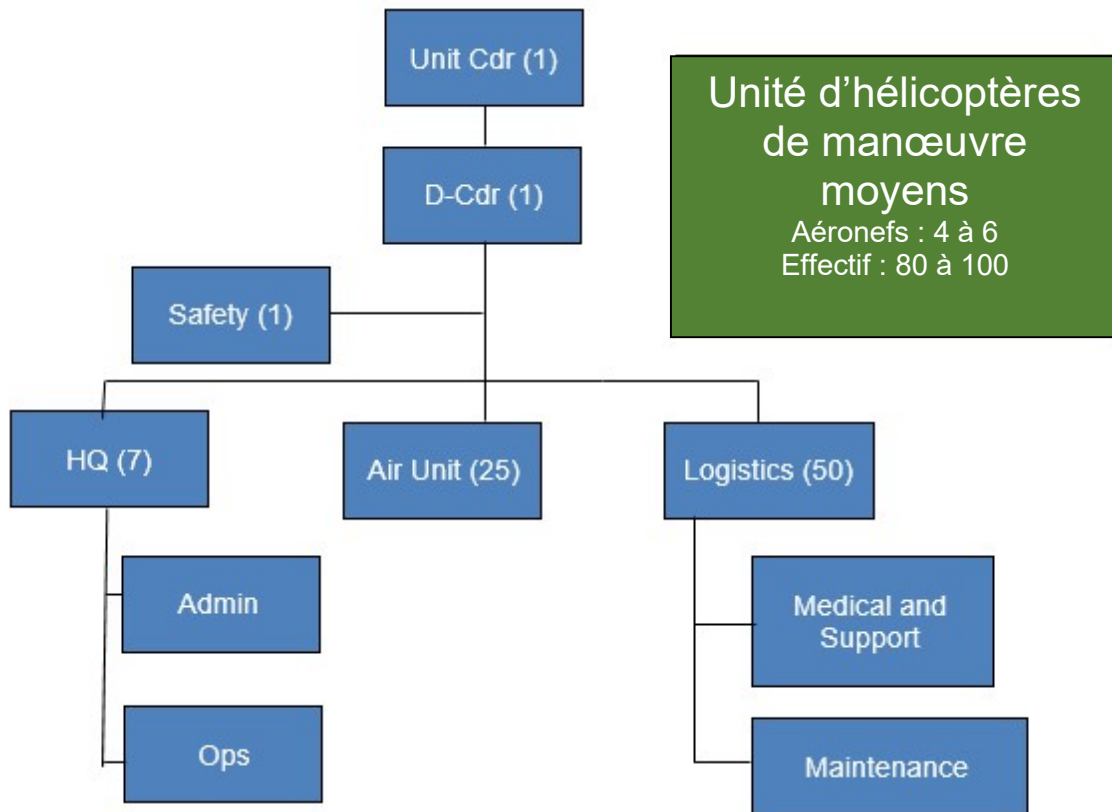 Unit Cdr (1)
Unité d'hélicoptères
de manœuvre
moyens
Aéronefs : 4 à 6
Effectif : 80 à 100
D-Cdr (1)
Safety (1)
HQ (7)
Air Unit (25)
Logistics (50)
Admin
Ops
Medical and
Support
Maintenance